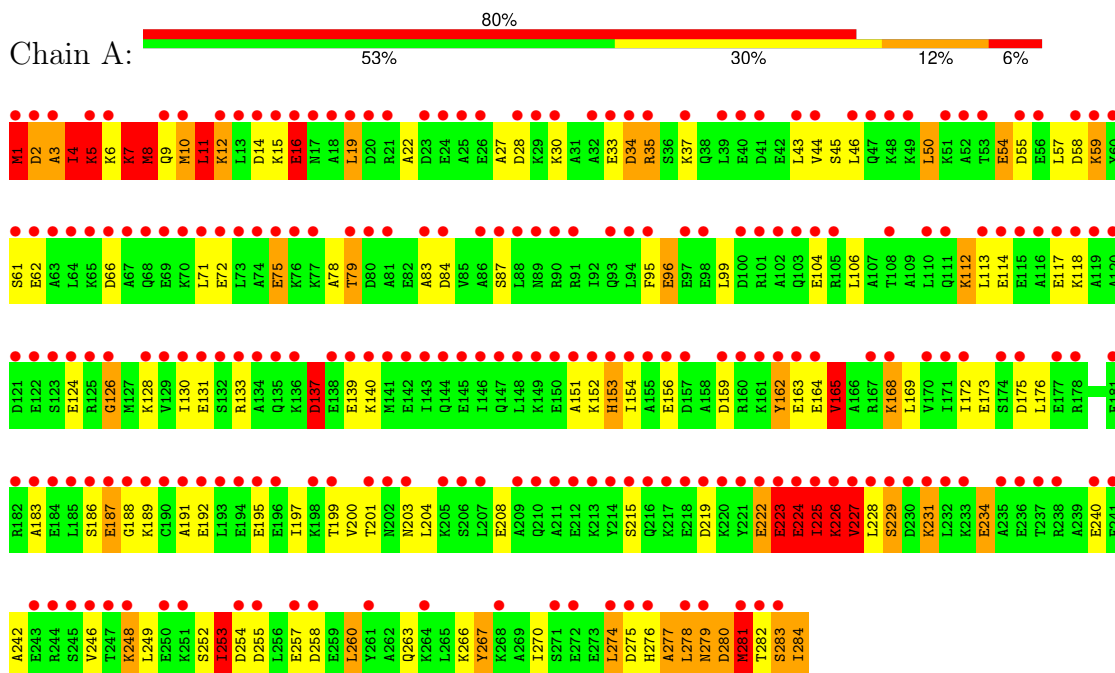 80%
Chain A:
53% 30% 12% 6%
M1 D2 A3 I4 K5 K6 K7 M8 Q9 M10 L11 K12 L13 D14 K15 E16 N17 A18 L19 D20 R21 A22 D23 E24 A25 E26 A27 D28 K29 K30 A31 A32 E33 D34 R35 S36 K37 Q38 L39 E40 D41 E42 L43 V44 S45 L46 Q47 K48 K49 L50 K51 A52 T53 E54 D55 E56 L57 D58 K59 Y60
S61 E62 A63 L64 K65 D66 A67 Q68 E69 K70 L71 E72 L73 A74 E75 K76 K77 A78 T79 D80 A81 E82 A83 D84 V85 A86 S87 L88 N89 R90 R91 I92 Q93 L94 F95 E96 E97 E98 L99 D100 R101 A102 Q103 E104 R105 L106 A107 T108 A109 L110 Q111 K112 L113 E114 E115 A116 E117 K118 A119 A120
D121 E122 S123 E124 R125 G126 M127 K128 V129 I130 E131 S132 R133 A134 Q135 K136 D137 E138 E139 K140 M141 E142 I143 Q144 E145 I146 Q147 L148 K149 E150 A151 K152 H153 I154 A155 E156 D157 A158 D159 R160 K161 Y162 E163 E164 V165 A166 R167 K168 L169 V170 I171 I172 E173 S174 D175 L176 E177 R178 E181
R182 A183 E184 L185 S186 E187 G188 K189 C190 A191 E192 L193 E194 E195 E196 I197 K198 T199 V200 T201 N202 N203 L204 K205 S206 L207 E208 A209 Q210 A211 E212 K213 Y214 S215 Q216 K217 E218 D219 K220 Y221 E222 E223 E224 I225 K226 V227 L228 S229 D230 K231 L232 K233 E234 A235 E236 T237 R238 A239 E240 E241
A242 E243 R244 S245 V246 T247 K248 L249 E250 K251 S252 I253 D254 D255 L256 E257 D258 E259 L260 Y261 A262 Q263 K264 L265 K266 Y267 K268 A269 I270 S271 E272 E273 L274 D275 H276 A277 L278 N279 D280 M281 T282 S283 I284